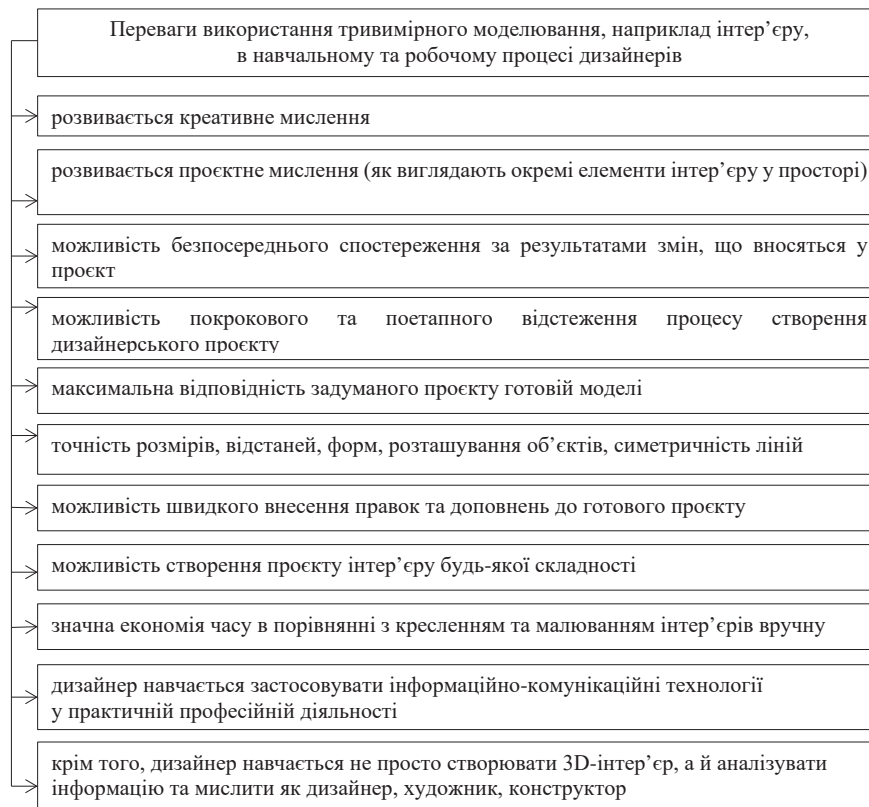 Переваги використання тривимірного моделювання, наприклад інтер’єру,
в навчальному та робочому процесі дизайнерів
розвивається креативне мислення
розвивається проєктне мислення (як виглядають окремі елементи інтер’єру у просторі)
можливість безпосереднього спостереження за результатами змін, що вносяться у
проєкт
можливість покрокового та поетапного відстеження процесу створення
дизайнерського проєкту
максимальна відповідність задуманого проєкту готовій моделі
точність розмірів, відстаней, форм, розташування об’єктів, симетричність ліній
можливість швидкого внесення правок та доповнень до готового проєкту
можливість створення проєкту інтер’єру будь-якої складності
значна економія часу в порівнянні з кресленням та малюванням інтер’єрів вручну
дизайнер навчається застосовувати інформаційно-комунікаційні технології
у практичній професійній діяльності
крім того, дизайнер навчається не просто створювати 3D-інтер’єр, а й аналізувати
інформацію та мислити як дизайнер, художник, конструктор